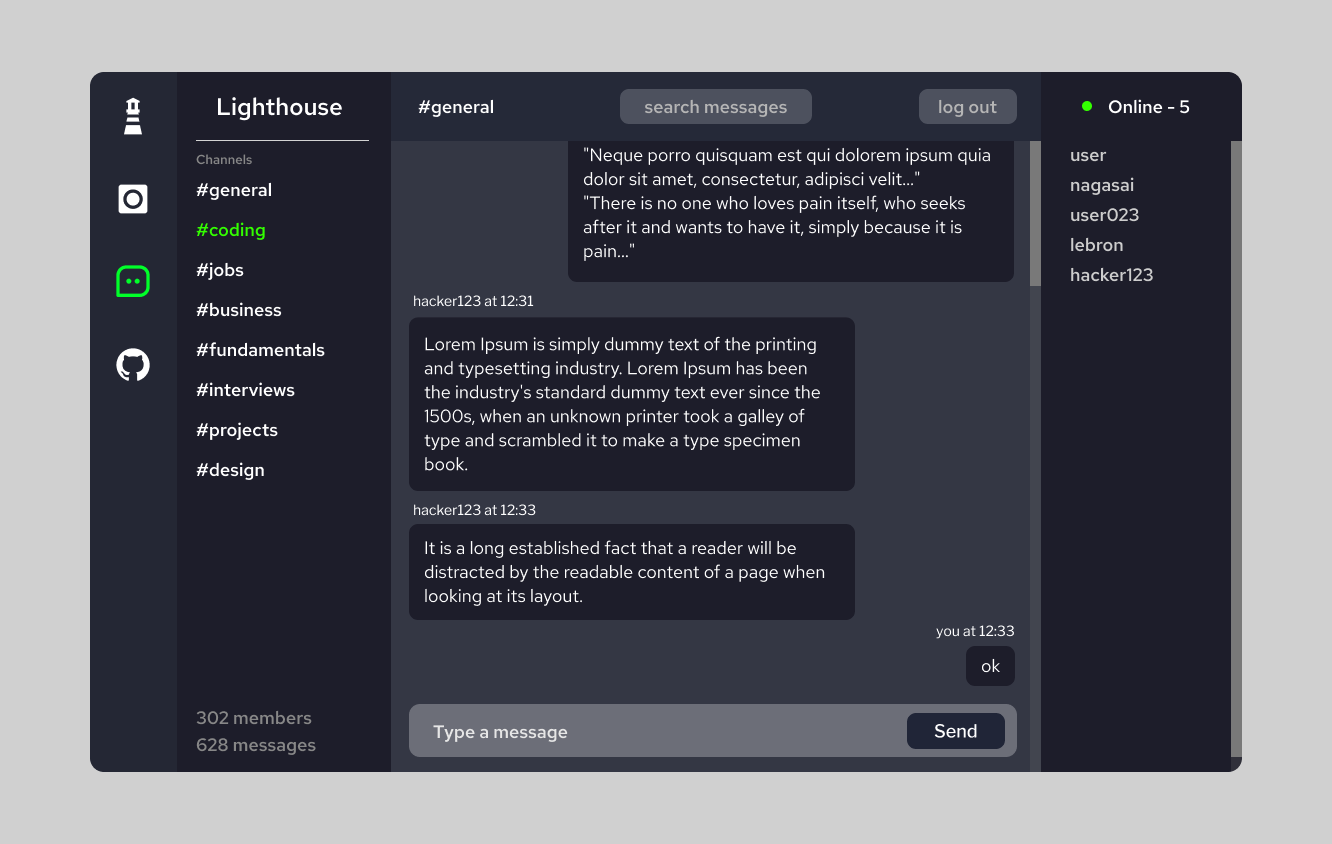 Lighthouse
Channels
#general
#coding
#jobs
#business
#fundamentals
#interviews
#projects
#design
302 members
628 messages
#general
search messages
log out
"Neque porro quisquam est qui dolorem ipsum quia
dolor sit amet, consectetur, adipisci velit..."
"There is no one who loves pain itself, who seeks
after it and wants to have it, simply because it is
pain..."
hacker123 at 12:31
Lorem Ipsum is simply dummy text of the printing
and typesetting industry. Lorem Ipsum has been
the industry's standard dummy text ever since the
1500s, when an unknown printer took a galley of
type and scrambled it to make a type specimen
book.
hacker123 at 12:33
It is a long established fact that a reader will be
distracted by the readable content of a page when
looking at its layout.
you at 12:33
ok
Type a message
Send
Online - 5
user
nagasai
user023
lebron
hacker123